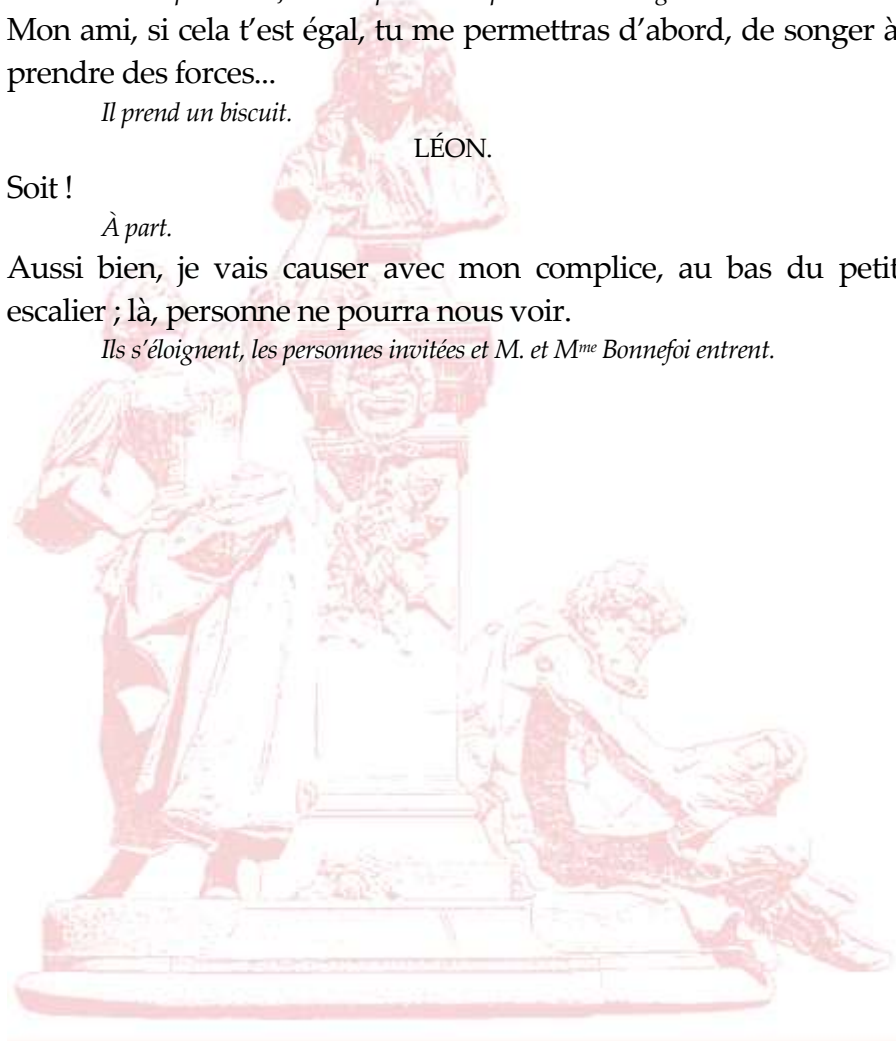 Mon ami, si cela t’est égal, tu me permettras d’abord, de songer à
prendre des forces...
Il prend un biscuit.
LÉON.
Soit !
À part.
Aussi bien, je vais causer avec mon complice, au bas du petit
escalier ; là, personne ne pourra nous voir.
Ils s’éloignent, les personnes invitées et M. et Mme Bonnefoi entrent.